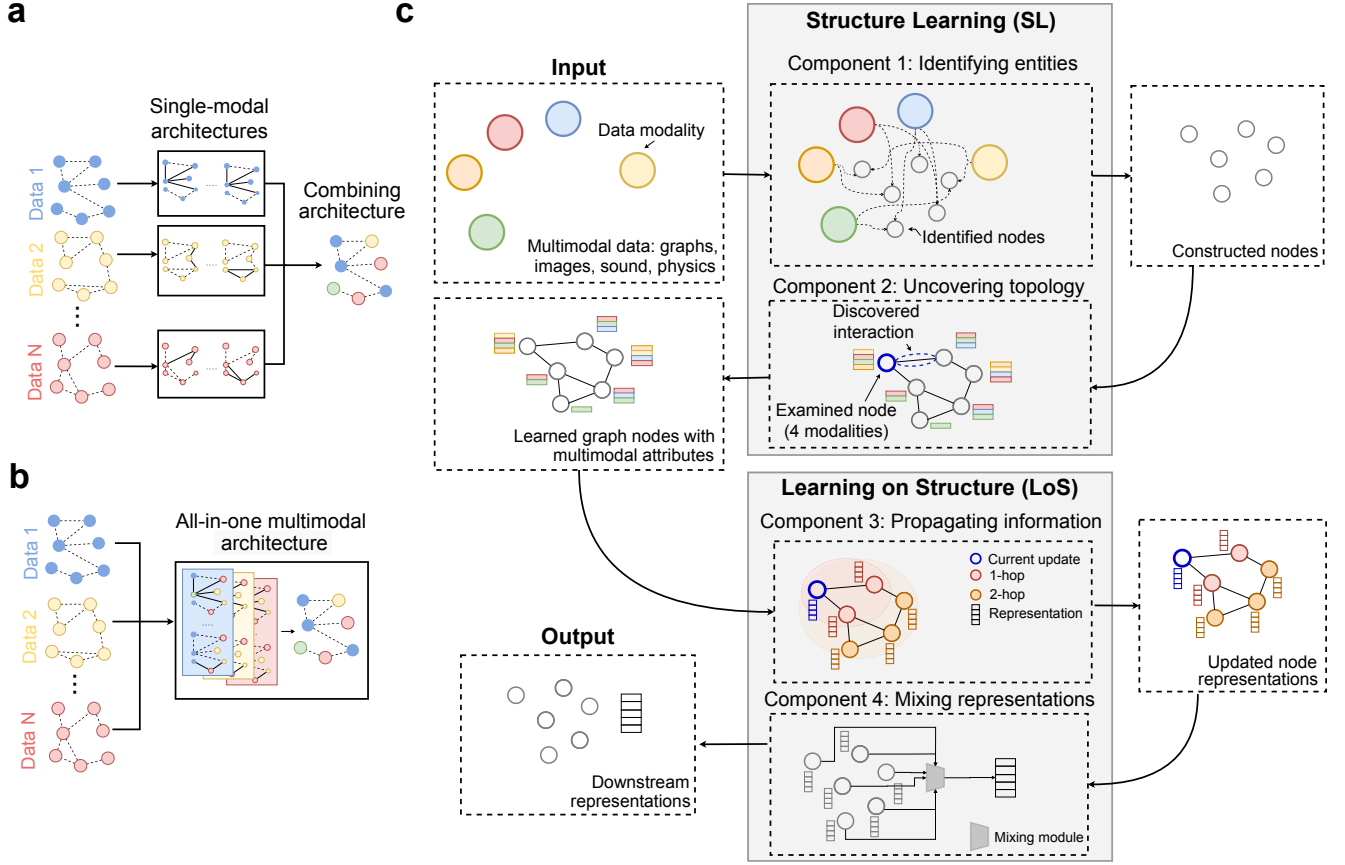 a
Single-modal
architectures
Data 1
Data 2
Data N
Combining
architecture
b
Data 1
Data 2
Data N
All-in-one multimodal
architecture
c
Input
Data modality
Multimodal data: graphs,
images, sound, physics
Structure Learning (SL)
Component 1: Identifying entities
Identified nodes
Constructed nodes
Component 2: Uncovering topology
Discovered
interaction
Examined node
(4 modalities)
Learned graph nodes with
multimodal attributes
Learning on Structure (LoS)
Component 3: Propagating information
Current update
1-hop
2-hop
Representation
Updated node
representations
Component 4: Mixing representations
Mixing module
Output
Downstream
representations